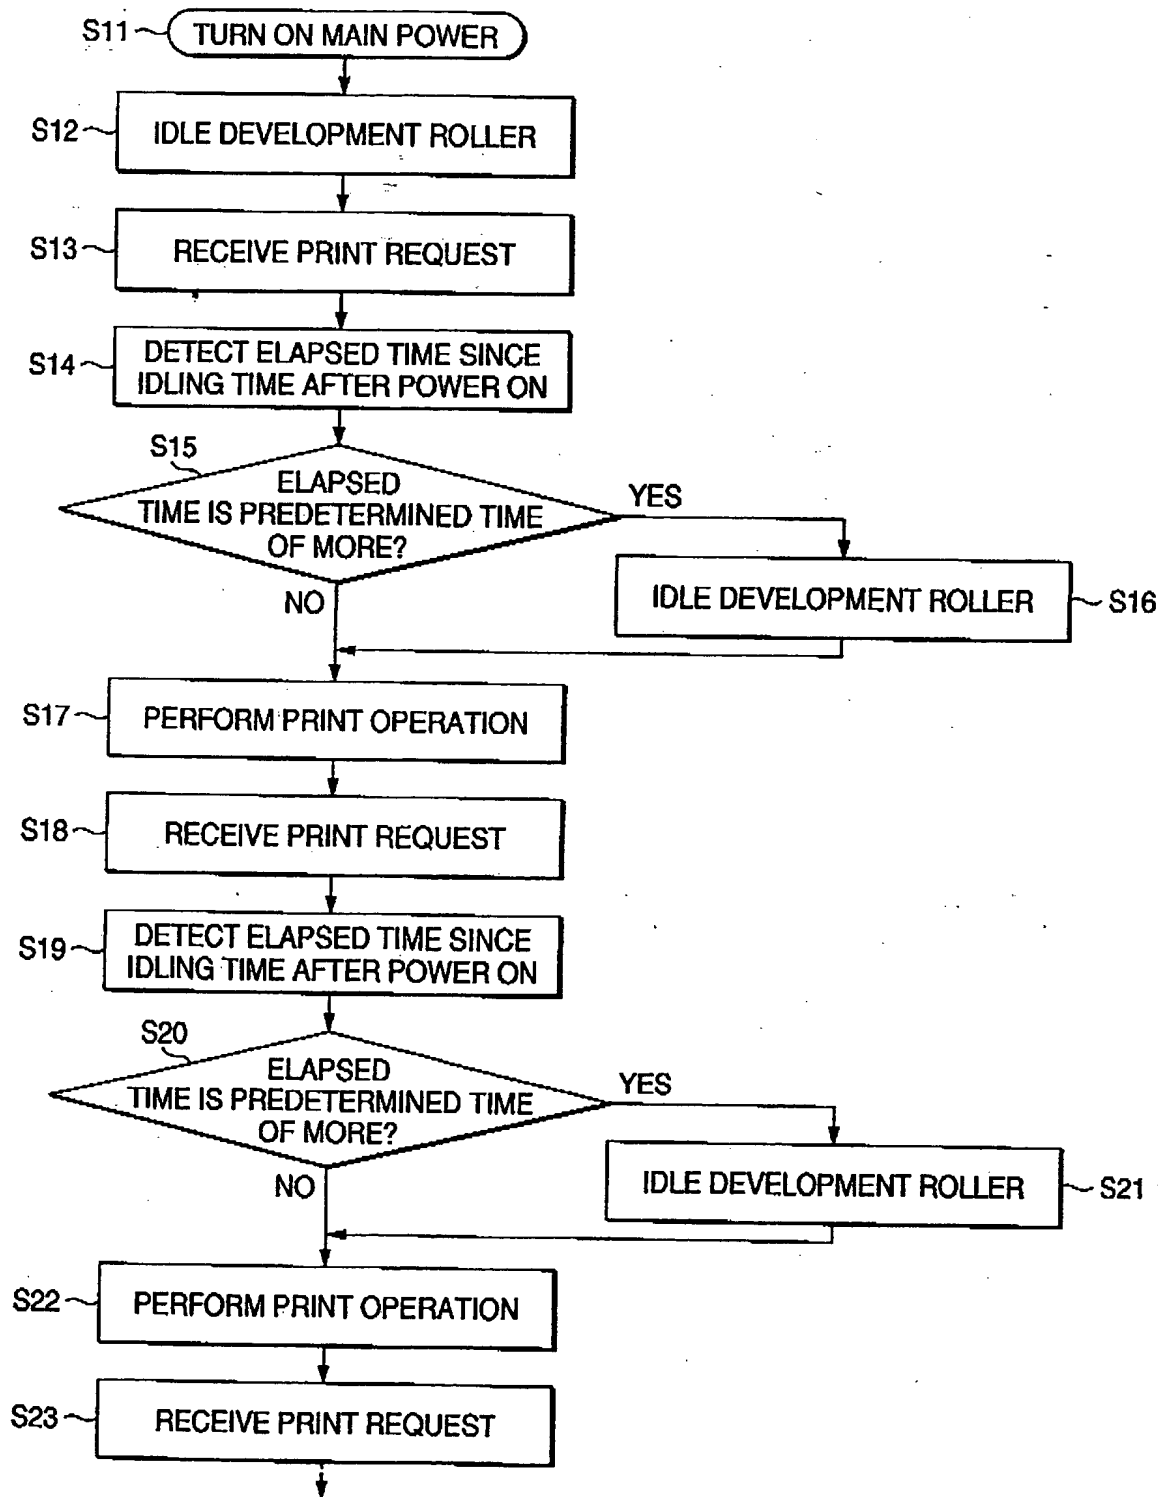 S11
TURN ON MAIN POWER
S12
IDLE DEVELOPMENT ROLLER
S13
RECEIVE PRINT REQUEST
S14
DETECT ELAPSED TIME SINCE
IDLING TIME AFTER POWER ON
S15
ELAPSED
TIME IS PREDETERMINED TIME
OF MORE?
YES
NO
IDLE DEVELOPMENT ROLLER
S16
S17
PERFORM PRINT OPERATION
S18
RECEIVE PRINT REQUEST
S19
DETECT ELAPSED TIME SINCE
IDLING TIME AFTER POWER ON
S20
ELAPSED
TIME IS PREDETERMINED TIME
OF MORE?
YES
NO
IDLE DEVELOPMENT ROLLER
S21
S22
PERFORM PRINT OPERATION
S23
RECEIVE PRINT REQUEST